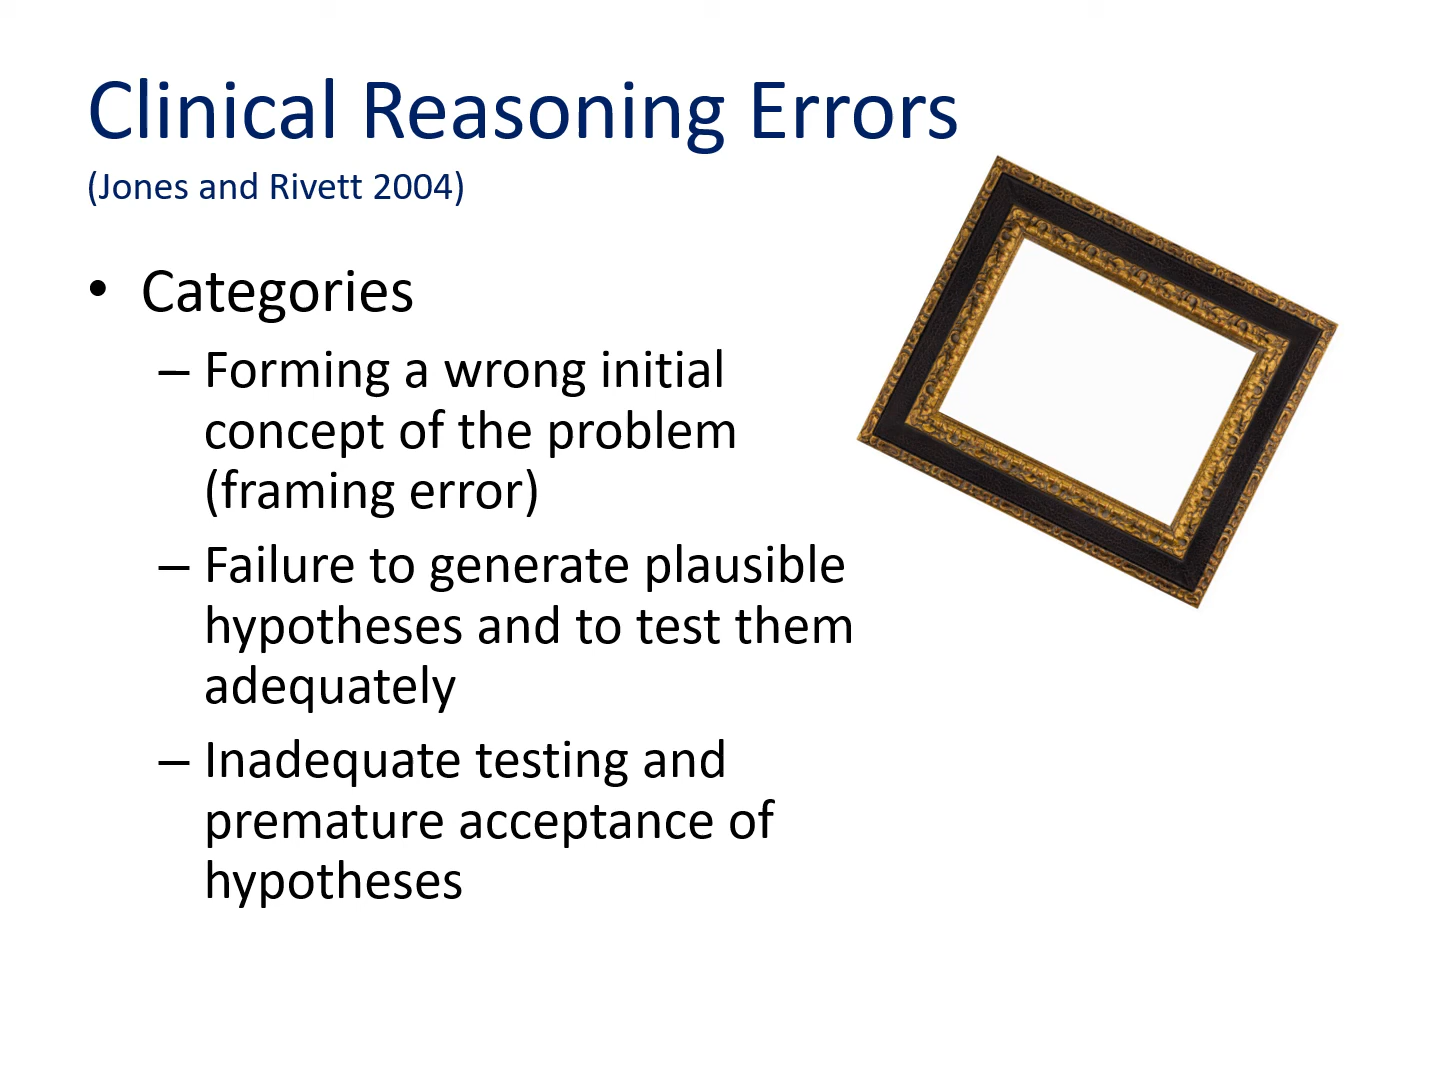 Clinical Reasoning Errors
(Jones and Rivett 2004)
• Categories
– Forming a wrong initial
concept of the problem
(framing error)
– Failure to generate plausible
hypotheses and to test them
adequately
– Inadequate testing and
premature acceptance of
hypotheses